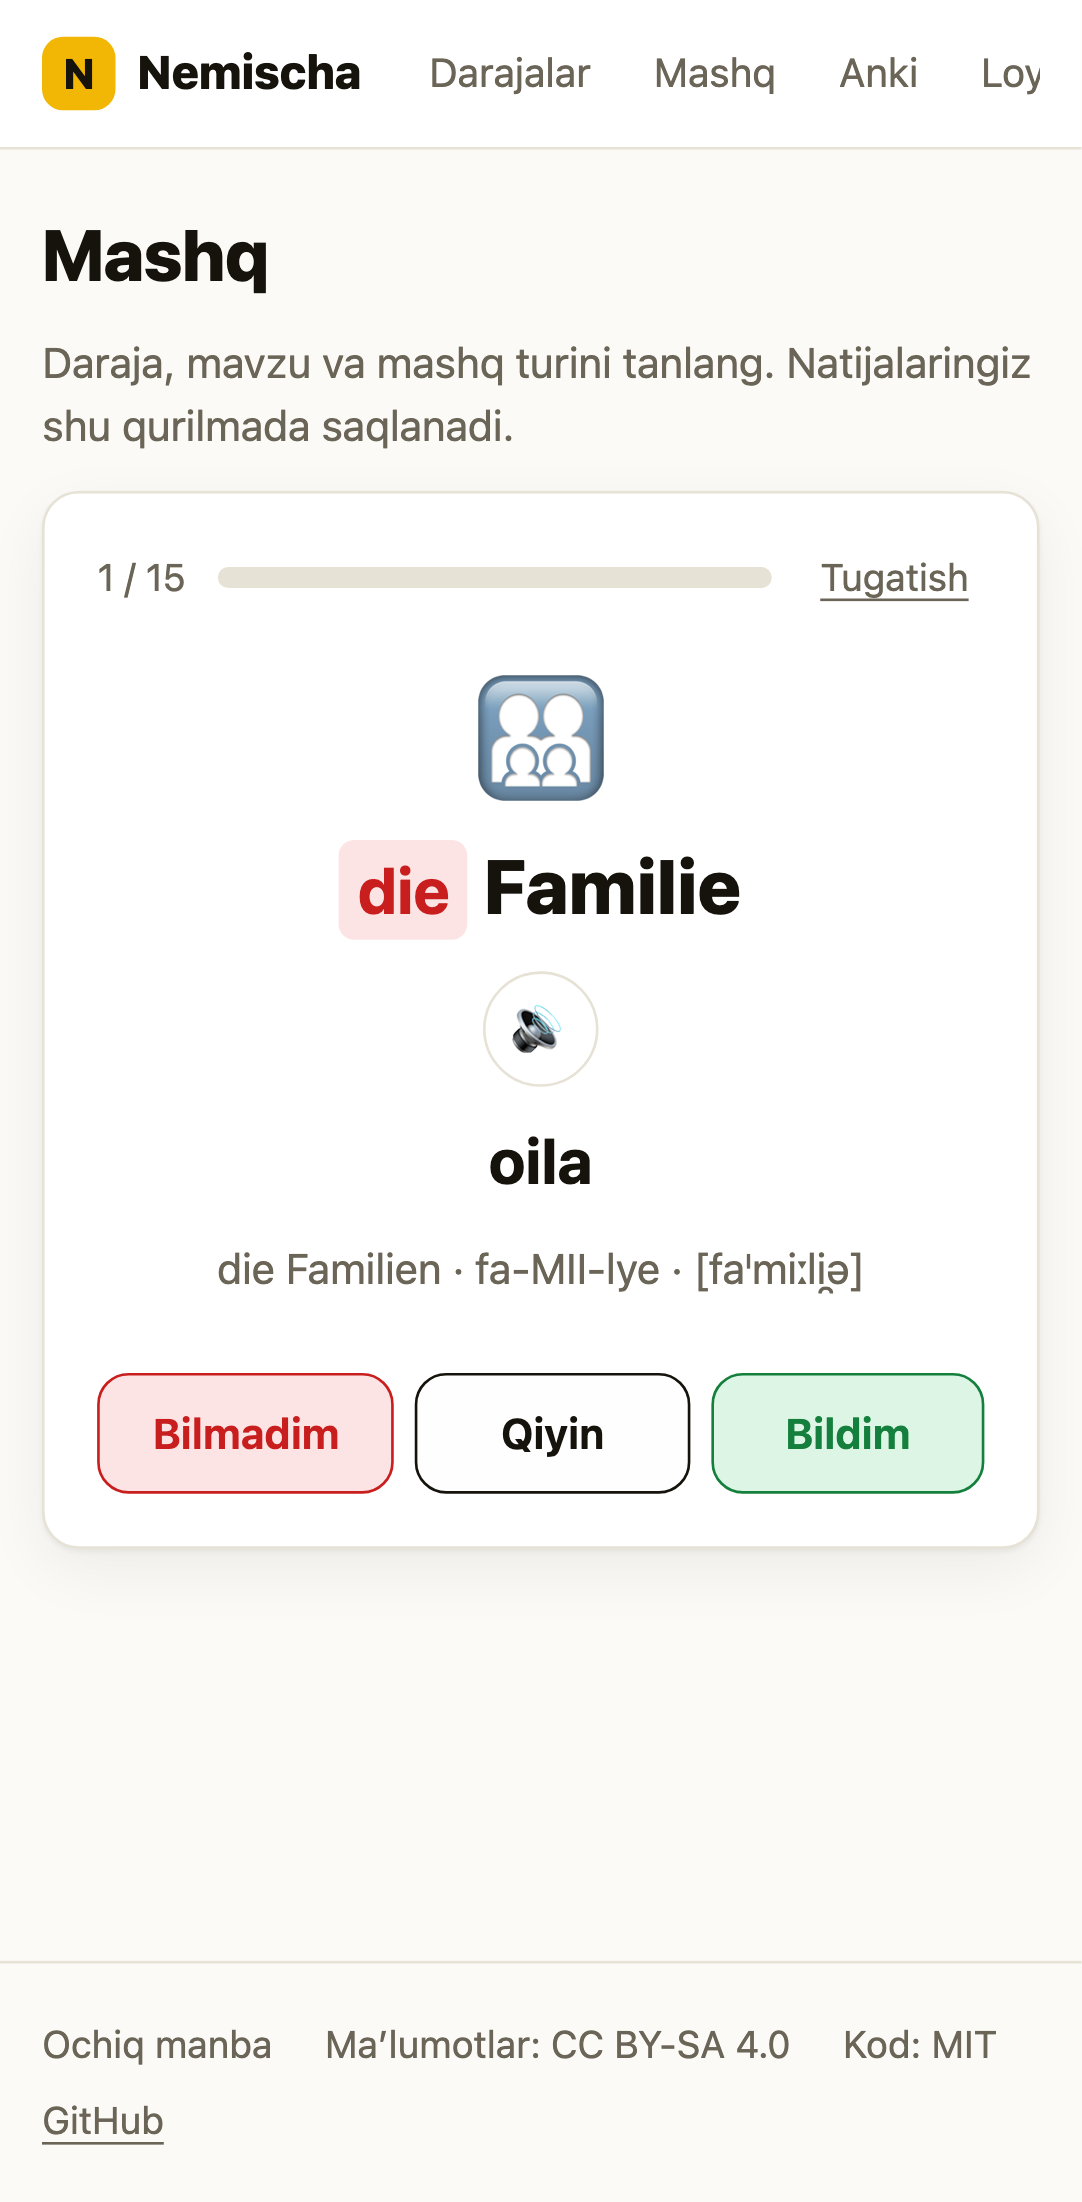 N Nemischa Darajalar Mashq Anki Loy
Mashq
Daraja, mavzu va mashq turini tanlang. Natijalaringiz
shu qurilmada saqlanadi.
1 / 15 Tugatish
die Familie
oila
die Familien · fa-MII-lye · [faˈmiːli̯ə]
Bilmadim Qiyin Bildim
Ochiq manba Maʼlumotlar: CC BY-SA 4.0 Kod: MIT
GitHub